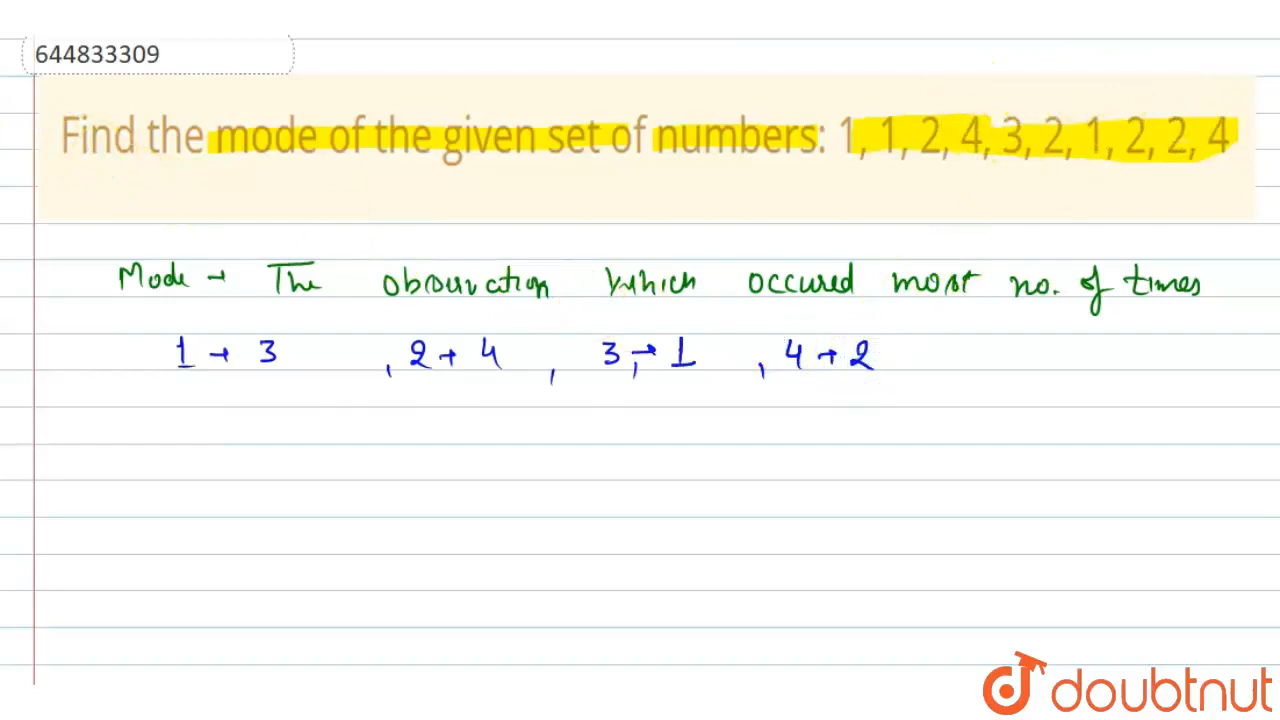 644833309
Find the mode of the given set of numbers: 1, 1, 2, 4, 3, 2, 1, 2, 2, 4
Mode → The observation which occured most no. of times
1 → 3 , 2 → 4 , 3 → 1 , 4 → 2
doubtnut